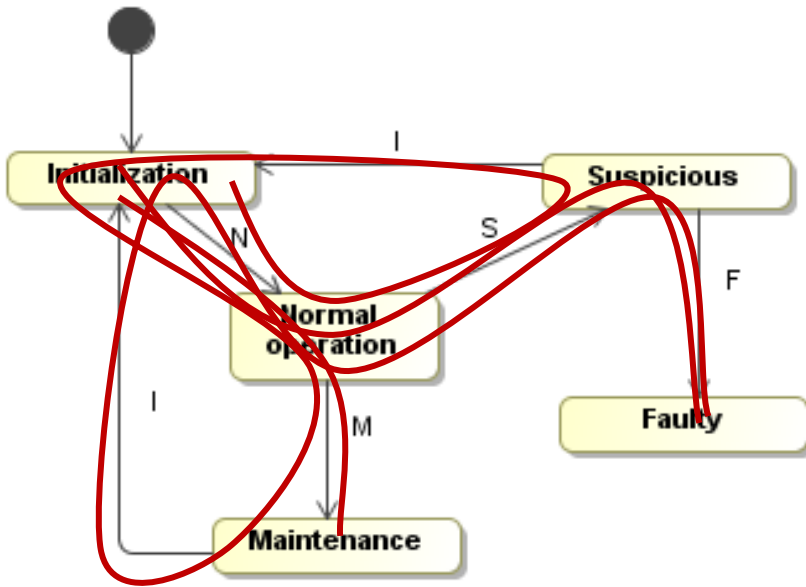 I
Initialization
Suspicious
N
S
F
Normal
operation
I
M
Faulty
Maintenance